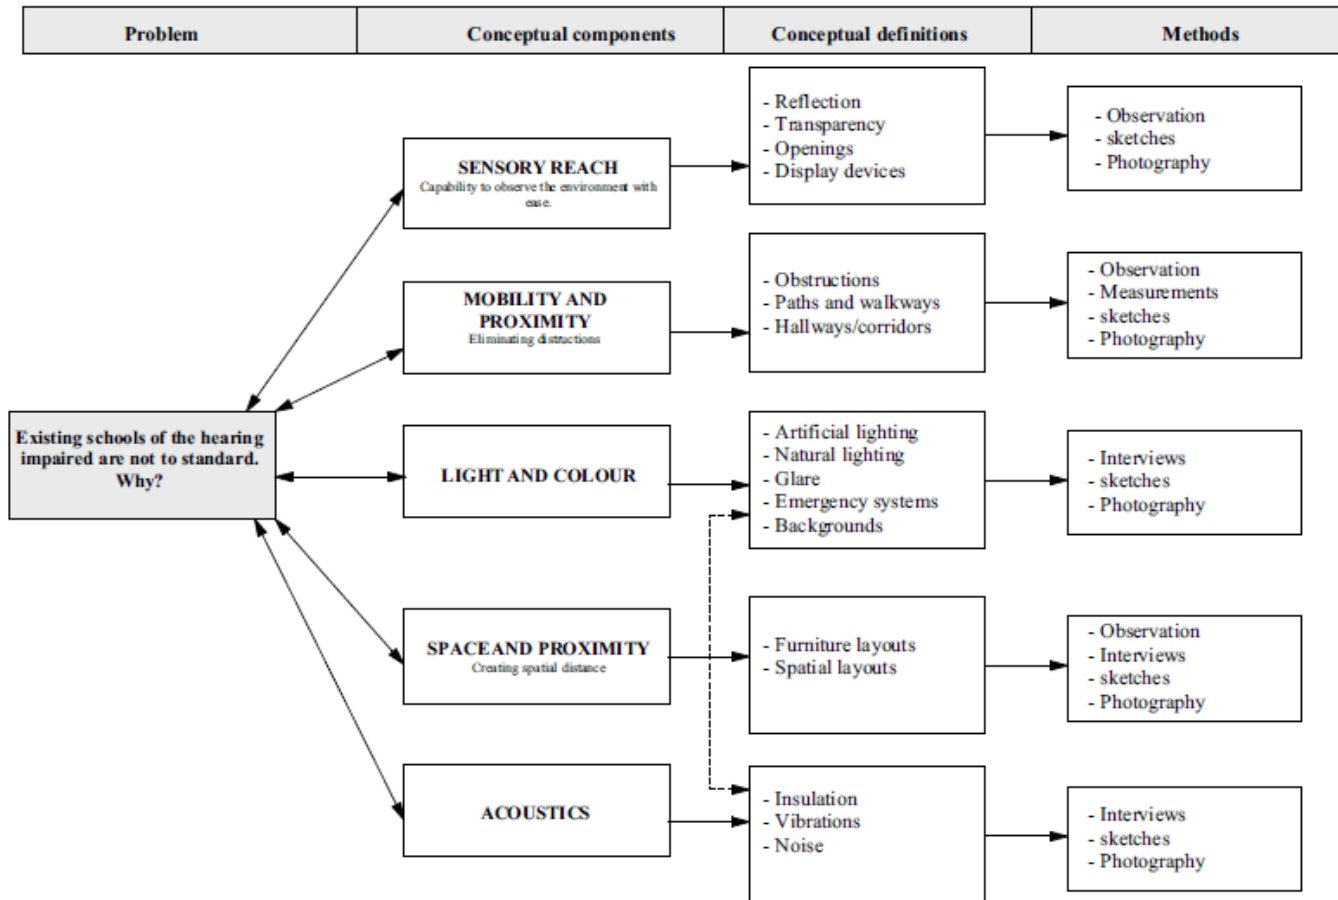 Problem
Conceptual components
Conceptual definitions
Methods
Existing schools of the hearing
impaired are not to standard.
Why?
SENSORY REACH
Capability to observe the environment with
ease.
- Reflection
- Transparency
- Openings
- Display devices
- Observation
- sketches
- Photography
MOBILITY AND
PROXIMITY
Eliminating distructions
- Obstructions
- Paths and walkways
- Hallways/corridors
- Observation
- Measurements
- sketches
- Photography
LIGHT AND COLOUR
- Artificial lighting
- Natural lighting
- Glare
- Emergency systems
- Backgrounds
- Interviews
- sketches
- Photography
SPACE AND PROXIMITY
Creating spatial distance
- Furniture layouts
- Spatial layouts
- Observation
- Interviews
- sketches
- Photography
ACOUSTICS
- Insulation
- Vibrations
- Noise
- Interviews
- sketches
- Photography